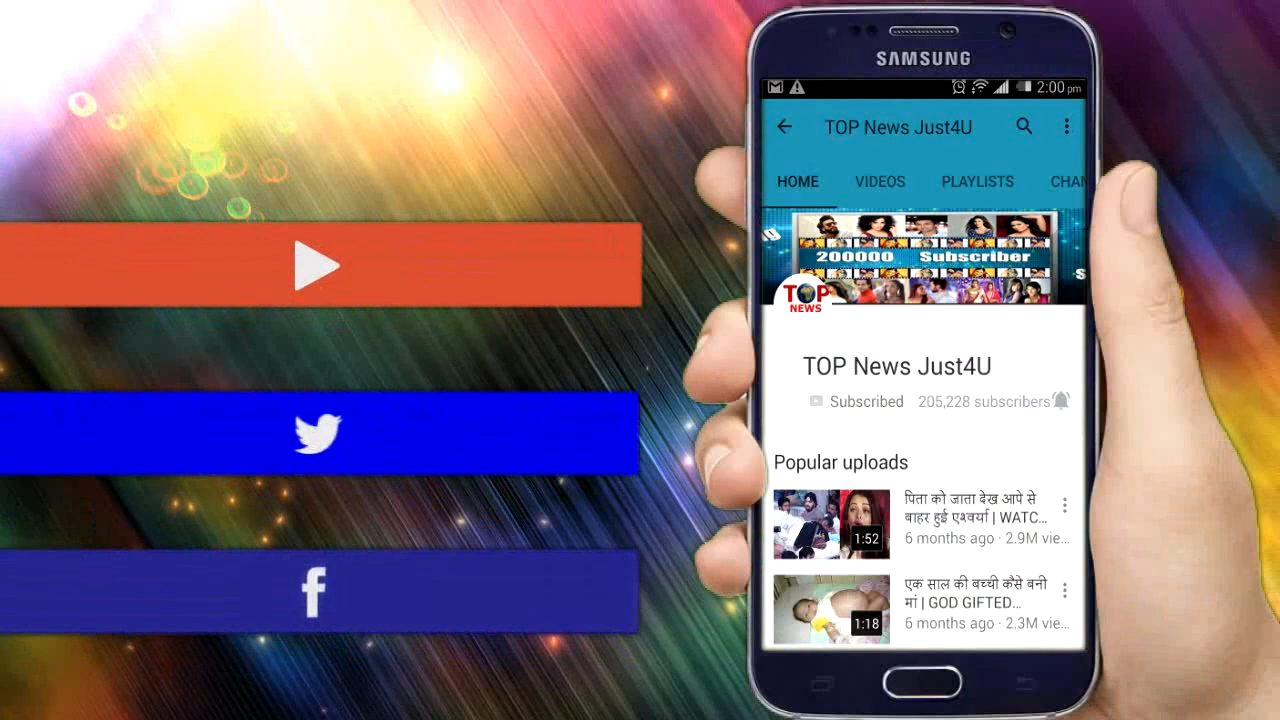 SAMSUNG
2:00 pm
TOP News Just4U
HOME VIDEOS PLAYLISTS CHAN
200000 Subscriber
TOP
NEWS
TOP News Just4U
Subscribed 205,228 subscribers
Popular uploads
पिता को जाता देख आपे से
बाहर हुई एश्वर्या | WATC...
6 months ago · 2.9M vie...
1:52
एक साल की बच्ची कैसे बनी
मां | GOD GIFTED...
6 months ago · 2.3M vie...
1:18